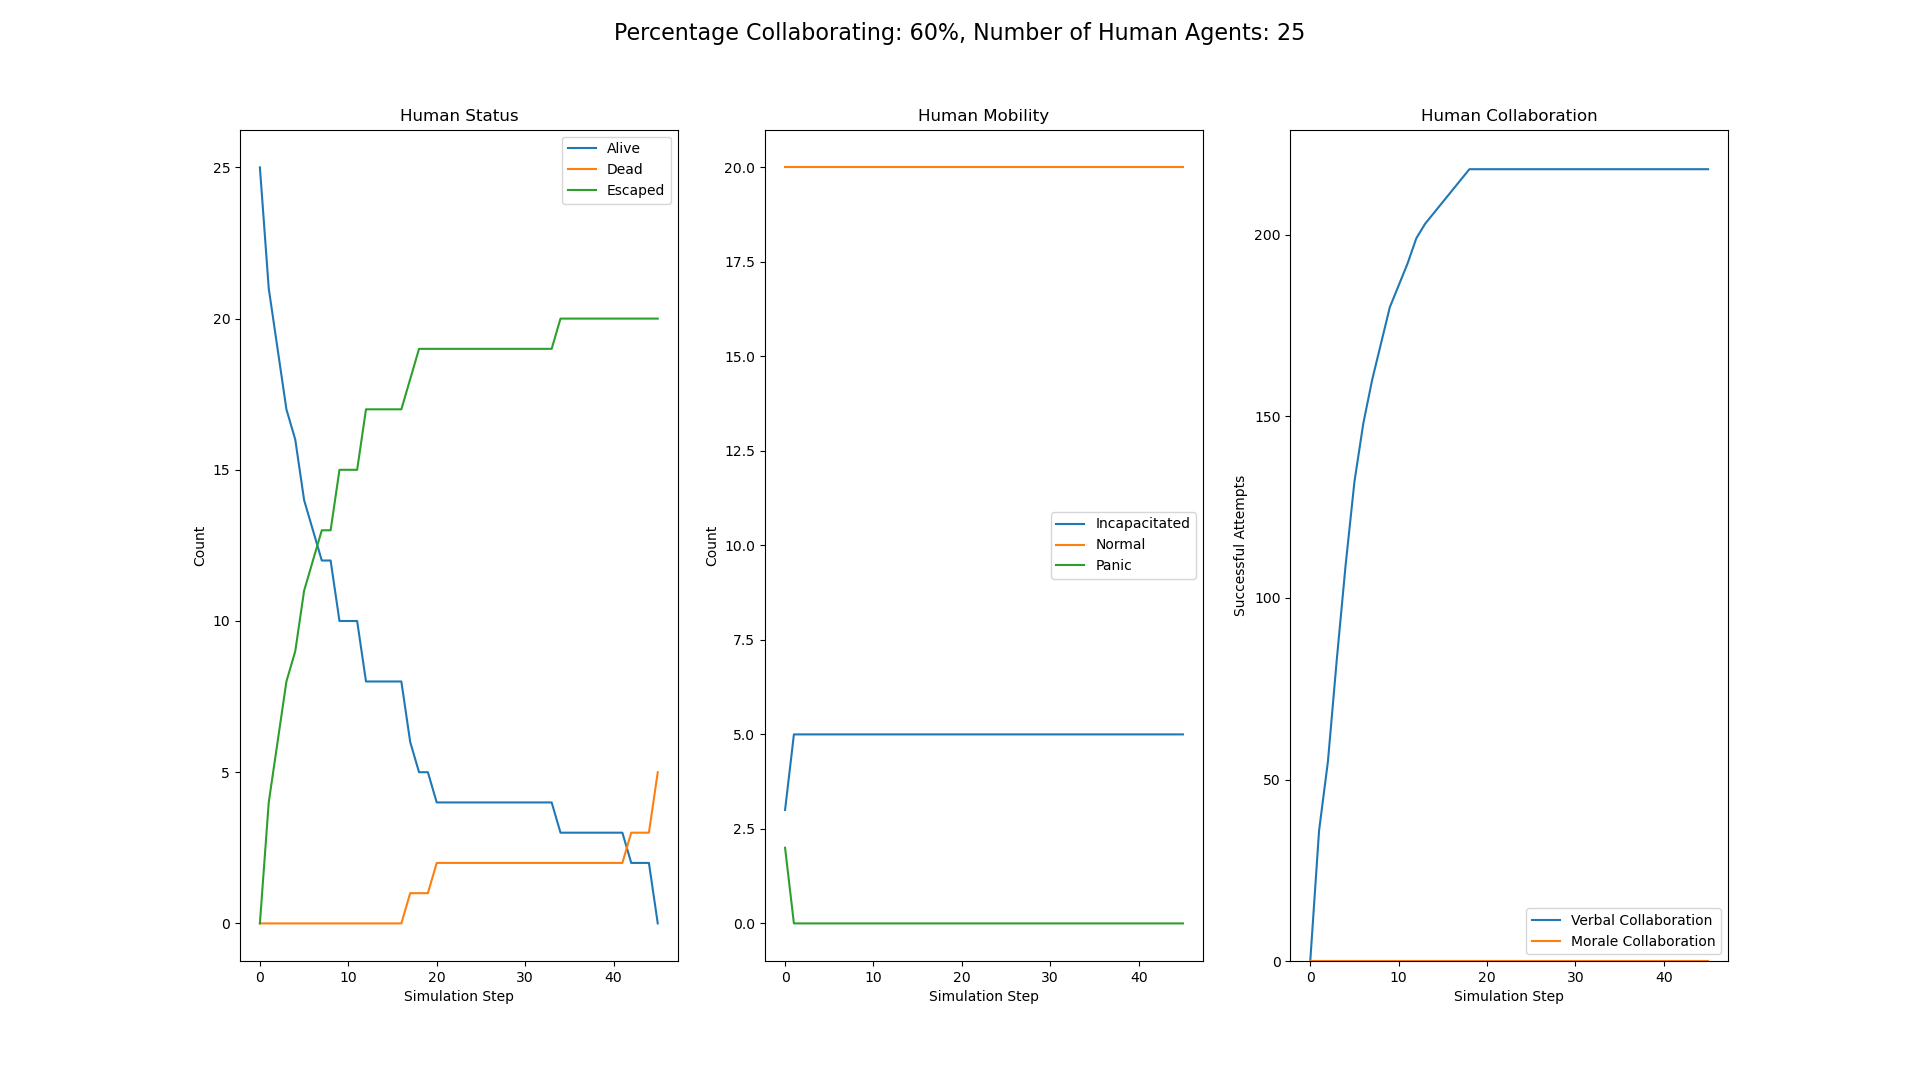 Percentage Collaborating: 60%, Number of Human Agents: 25
Human Status
Alive
Dead
Escaped
25
20
15
10
5
0
Count
0 10 20 30 40
Simulation Step
Human Mobility
20.0
17.5
15.0
12.5
10.0
7.5
5.0
2.5
0.0
Count
Incapacitated
Normal
Panic
0 10 20 30 40
Simulation Step
Human Collaboration
200
150
100
50
0
Successful Attempts
Verbal Collaboration
Morale Collaboration
0 10 20 30 40
Simulation Step